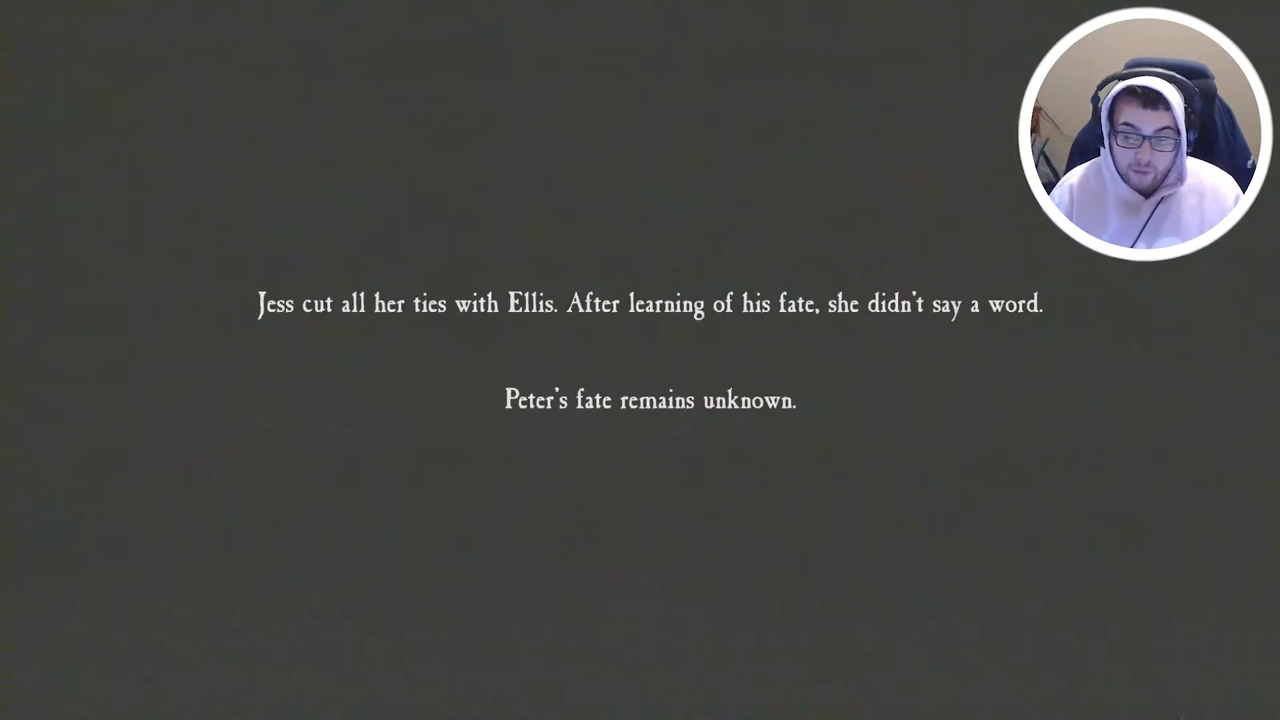 Jess cut all her ties with Ellis. After learning of his fate, she didn't say a word.
Peter's fate remains unknown.